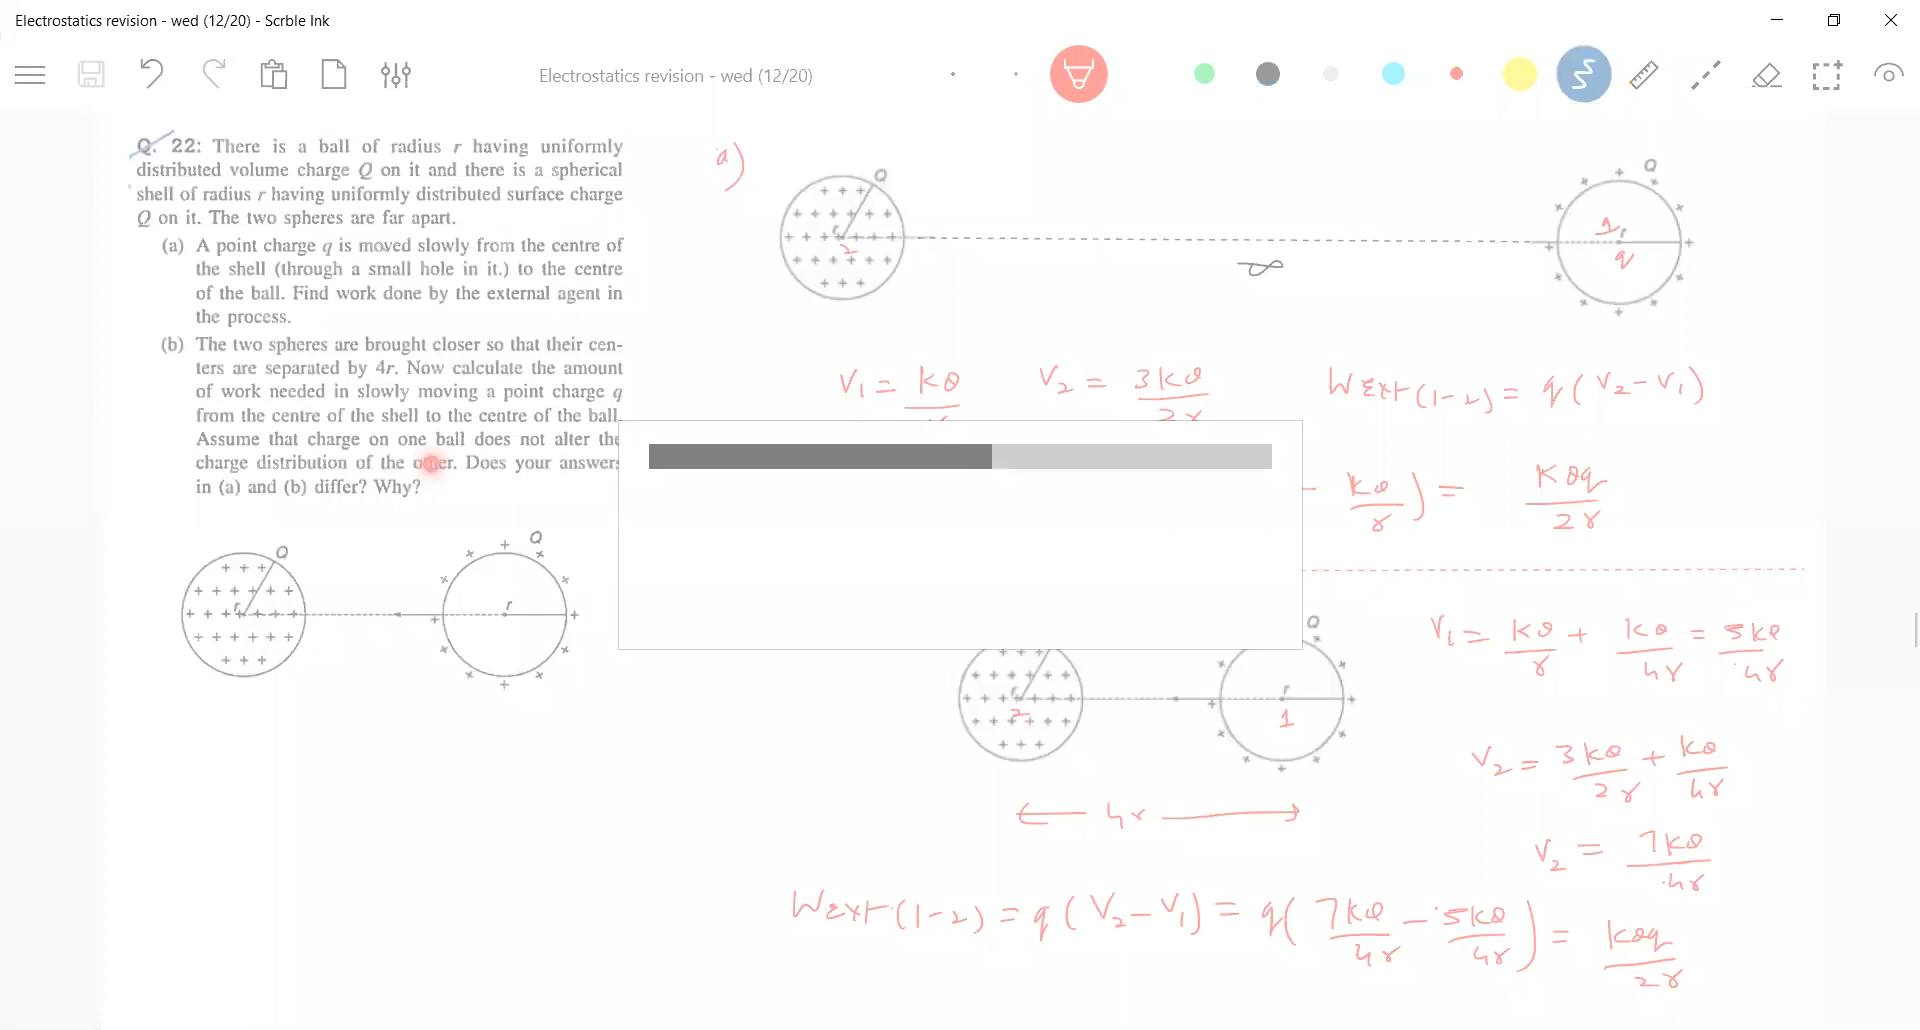 Electrostatics revision - wed (12/20) - Scrble Ink
Electrostatics revision - wed (12/20)
Q. 22: There is a ball of radius r having uniformly
distributed volume charge Q on it and there is a spherical
shell of radius r having uniformly distributed surface charge
Q on it. The two spheres are far apart.
(a) A point charge q is moved slowly from the centre of
the shell (through a small hole in it.) to the centre
of the ball. Find work done by the external agent in
the process.
(b) The two spheres are brought closer so that their cen-
ters are separated by 4r. Now calculate the amount
of work needed in slowly moving a point charge q
from the centre of the shell to the centre of the ball.
Assume that charge on one ball does not alter the
charge distribution of the other. Does your answers
in (a) and (b) differ? Why?
Q
r
Q
r
a)
Q
r
2
∞
Q
1
r
q
V1 = KQ
V2 = 3KQ / 2r
WExt(1-2) = q(V2-V1)
- KQ/r) = KQq/2r
Q
r
2
r
1
V1 = KQ/r + KQ/4r = 5KQ/4r
V2 = 3KQ/2r + KQ/4r
4r
V2 = 7KQ/4r
WExt(1-2) = q(V2-V1) = q(7KQ/4r - 5KQ/4r) = KQq/2r